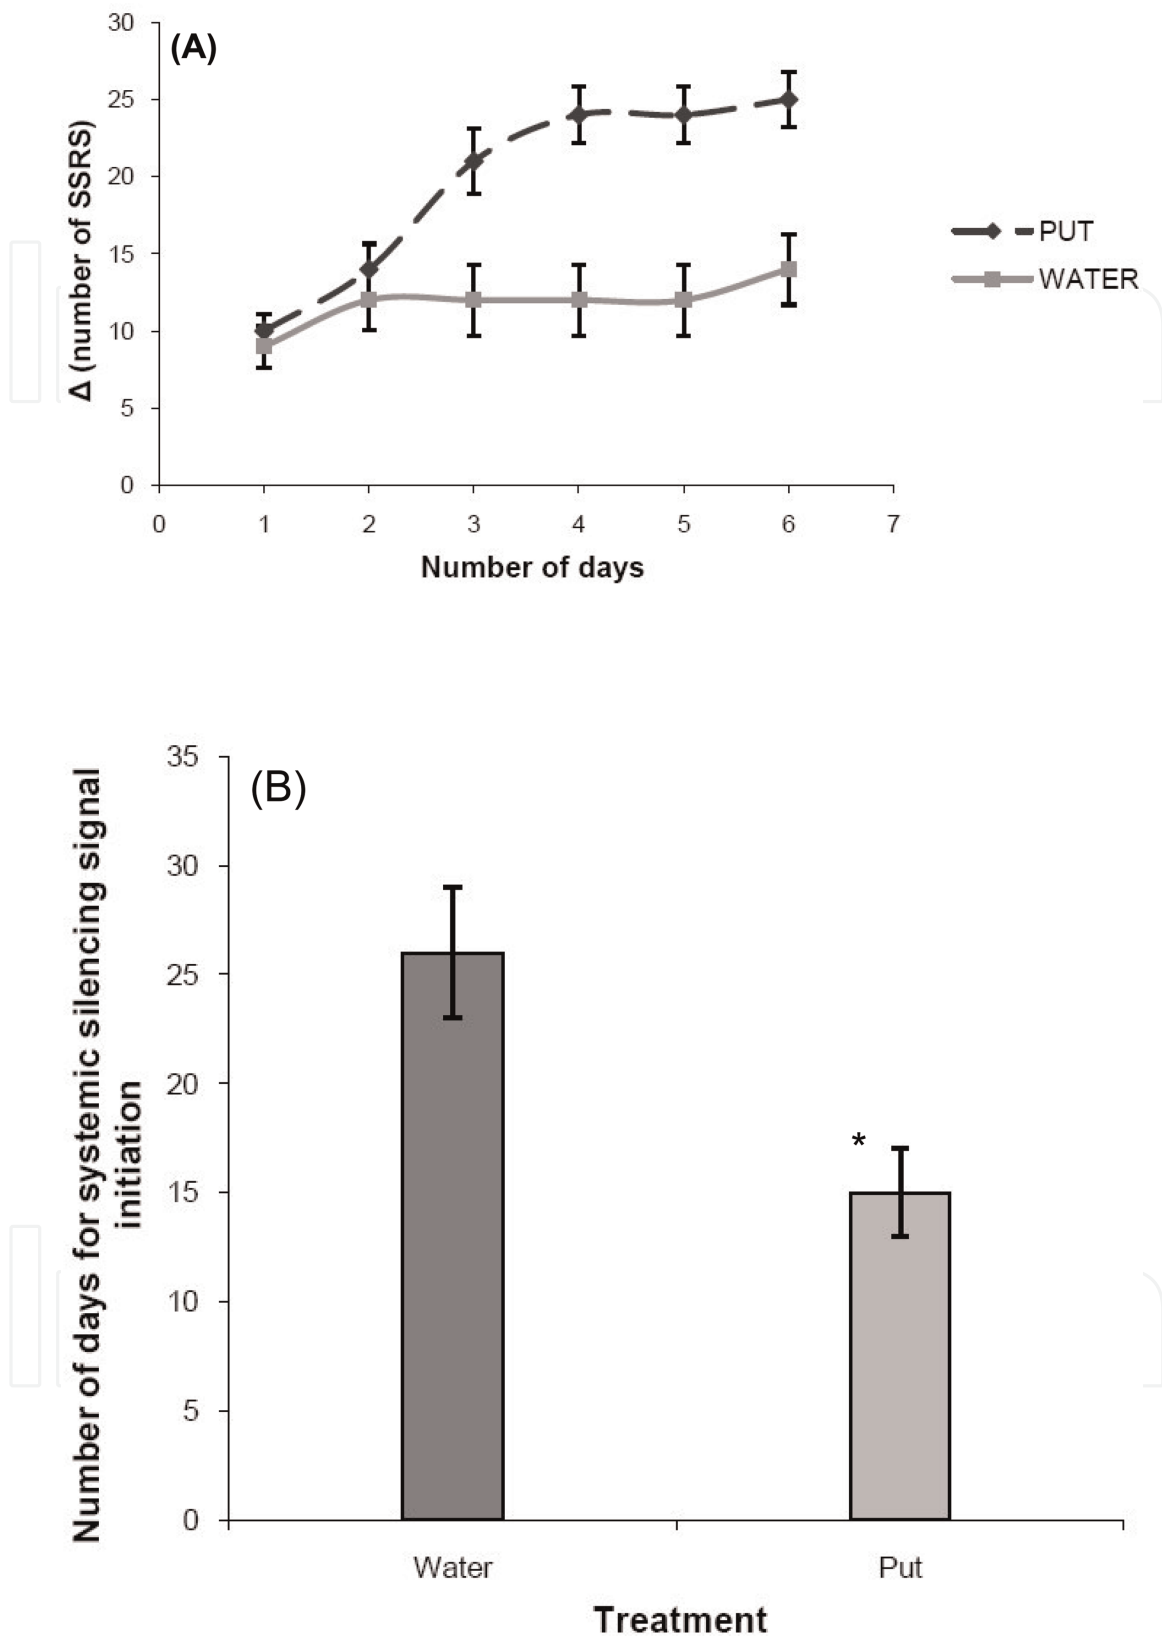 (A)
30
25
20
15
10
5
0
Δ (number of SSRS)
0 1 2 3 4 5 6 7
Number of days
PUT
WATER
(B)
35
30
25
20
15
10
5
0
Number of days for systemic silencing signal
initiation
*
Water Put
Treatment